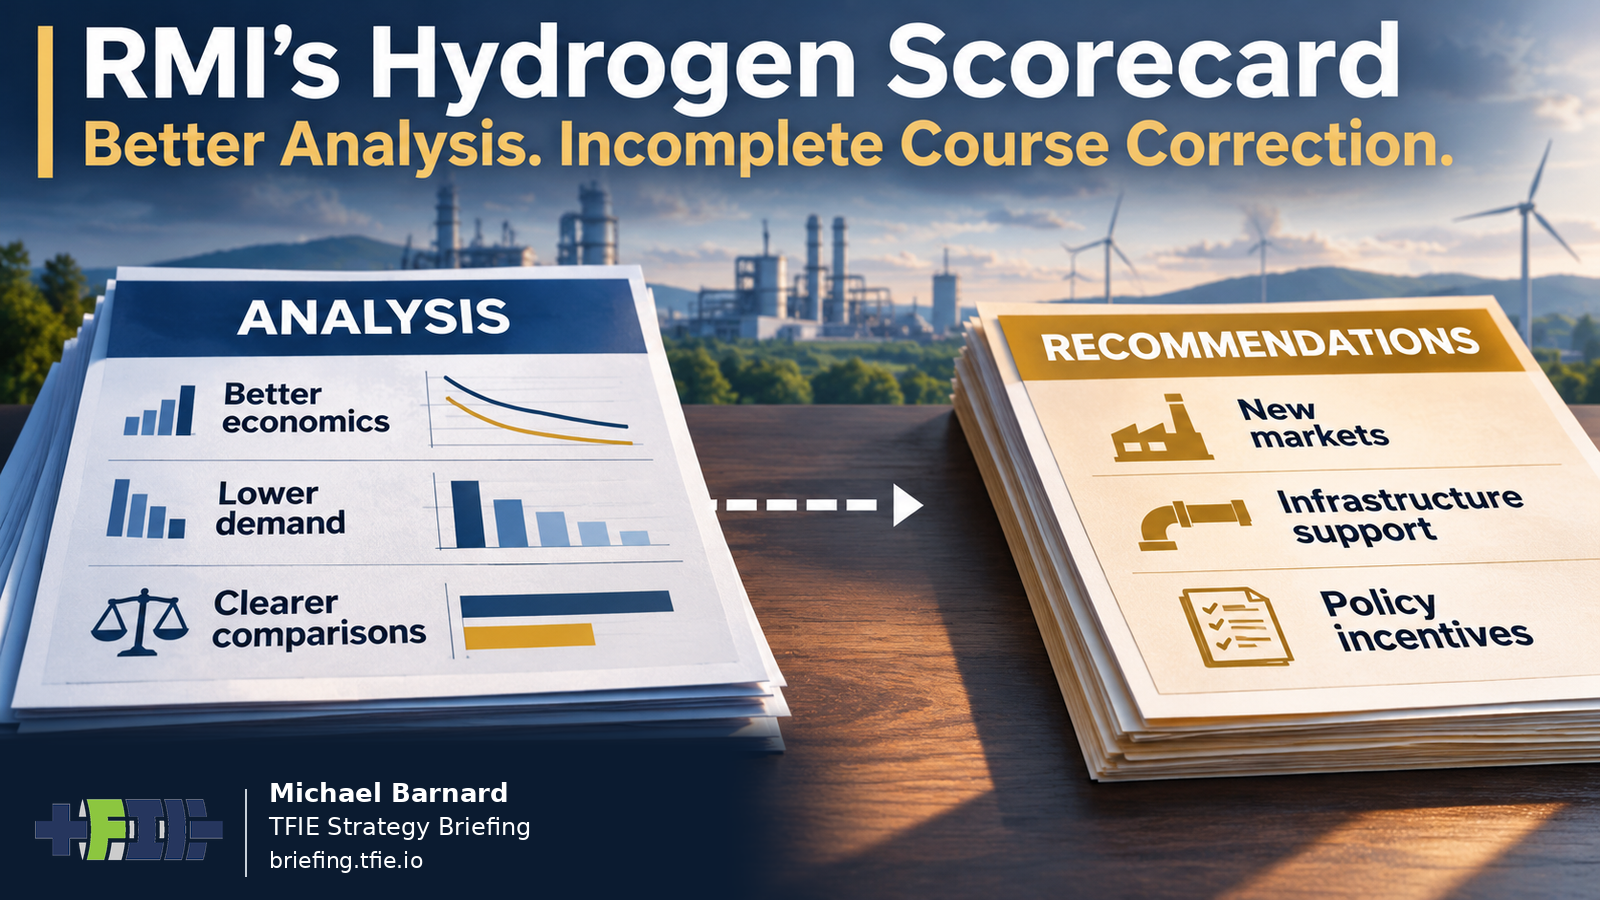 RMI’s Hydrogen Scorecard
Better Analysis. Incomplete Course Correction.
ANALYSIS
Better
economics
Lower
demand
Clearer
comparisons
RECOMMENDATIONS
New
markets
Infrastructure
support
Policy
incentives
TFIE
Michael Barnard
TFIE Strategy Briefing
briefing.tfie.io